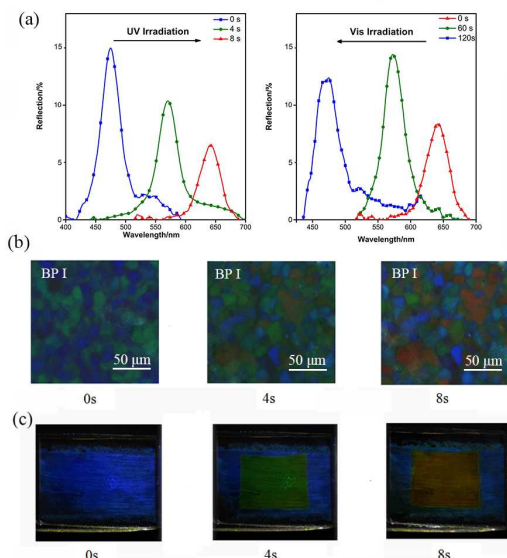 (a)
UV Irradiation
0 s
4 s
8 s
Reflection/%
15
10
5
0
400 450 500 550 600 650 700
Wavelength/nm
Vis Irradiation
0 s
60 s
120s
Reflection/%
15
10
5
0
450 500 550 600 650 700
Wavelength/nm
(b)
BP I
50 μm
0s
BP I
50 μm
4s
BP I
50 μm
8s
(c)
0s
4s
8s